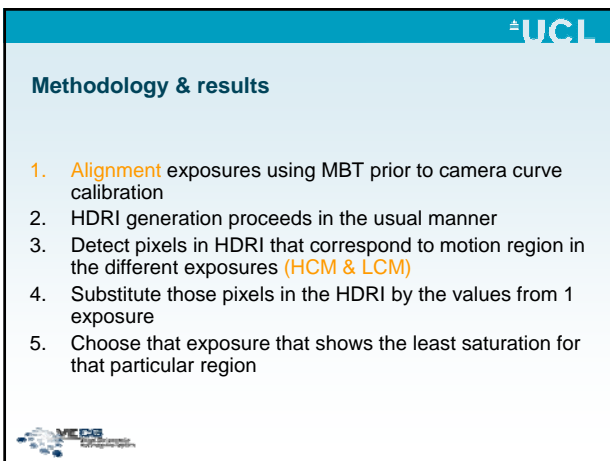 UCL
Methodology & results
1. Alignment exposures using MBT prior to camera curve
calibration
2. HDRI generation proceeds in the usual manner
3. Detect pixels in HDRI that correspond to motion region in
the different exposures (HCM & LCM)
4. Substitute those pixels in the HDRI by the values from 1
exposure
5. Choose that exposure that shows the least saturation for
that particular region